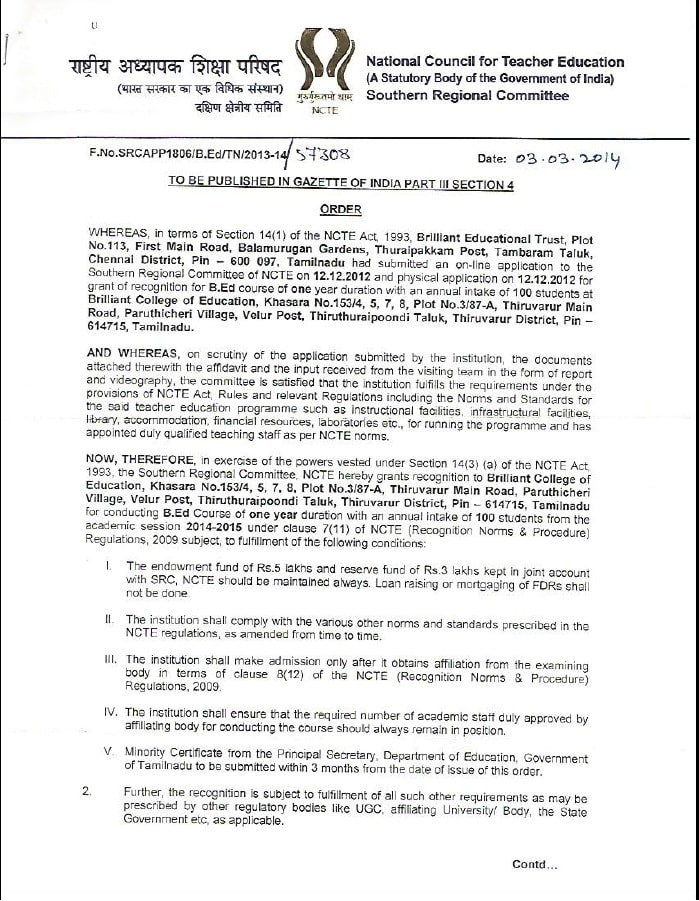 राष्ट्रीय अध्यापक शिक्षा परिषद
(भारत सरकार का एक विधिक संस्थान)
दक्षिण क्षेत्रीय समिति
गुरुर्गुरुतमो धाम
NCTE
National Council for Teacher Education
(A Statutory Body of the Government of India)
Southern Regional Committee
F.No.SRCAPP1806/B.Ed/TN/2013-14/57308
Date: 03.03.2014
TO BE PUBLISHED IN GAZETTE OF INDIA PART III SECTION 4
ORDER
WHEREAS, in terms of Section 14(1) of the NCTE Act, 1993, Brilliant Educational Trust, Plot
No.113, First Main Road, Balamurugan Gardens, Thuraipakkam Post, Tambaram Taluk,
Chennai District, Pin – 600 097, Tamilnadu had submitted an on-line application to the
Southern Regional Committee of NCTE on 12.12.2012 and physical application on 12.12.2012 for
grant of recognition for B.Ed course of one year duration with an annual intake of 100 students at
Brilliant College of Education, Khasara No.153/4, 5, 7, 8, Plot No.3/87-A, Thiruvarur Main
Road, Paruthicheri Village, Velur Post, Thiruthuraipoondi Taluk, Thiruvarur District, Pin –
614715, Tamilnadu.
AND WHEREAS, on scrutiny of the application submitted by the institution, the documents
attached therewith the affidavit and the input received from the visiting team in the form of report
and videography, the committee is satisfied that the institution fulfills the requirements under the
provisions of NCTE Act, Rules and relevant Regulations including the Norms and Standards for
the said teacher education programme such as instructional facilities, infrastructural facilities,
library, accommodation, financial resources, laboratories etc., for running the programme and has
appointed duly qualified teaching staff as per NCTE norms.
NOW, THEREFORE, in exercise of the powers vested under Section 14(3) (a) of the NCTE Act,
1993, the Southern Regional Committee, NCTE hereby grants recognition to Brilliant College of
Education, Khasara No.153/4, 5, 7, 8, Plot No.3/87-A, Thiruvarur Main Road, Paruthicheri
Village, Velur Post, Thiruthuraipoondi Taluk, Thiruvarur District, Pin – 614715, Tamilnadu
for conducting B.Ed Course of one year duration with an annual intake of 100 students from the
academic session 2014-2015 under clause 7(11) of NCTE (Recognition Norms & Procedure)
Regulations, 2009 subject, to fulfillment of the following conditions:
I. The endowment fund of Rs.5 lakhs and reserve fund of Rs.3 lakhs kept in joint account
with SRC, NCTE should be maintained always. Loan raising or mortgaging of FDRs shall
not be done.
II. The institution shall comply with the various other norms and standards prescribed in the
NCTE regulations, as amended from time to time.
III. The institution shall make admission only after it obtains affiliation from the examining
body in terms of clause 8(12) of the NCTE (Recognition Norms & Procedure)
Regulations, 2009.
IV. The institution shall ensure that the required number of academic staff duly approved by
affiliating body for conducting the course should always remain in position.
V. Minority Certificate from the Principal Secretary, Department of Education, Government
of Tamilnadu to be submitted within 3 months from the date of issue of this order.
2. Further, the recognition is subject to fulfillment of all such other requirements as may be
prescribed by other regulatory bodies like UGC, affiliating University/ Body, the State
Government etc, as applicable.
Contd...